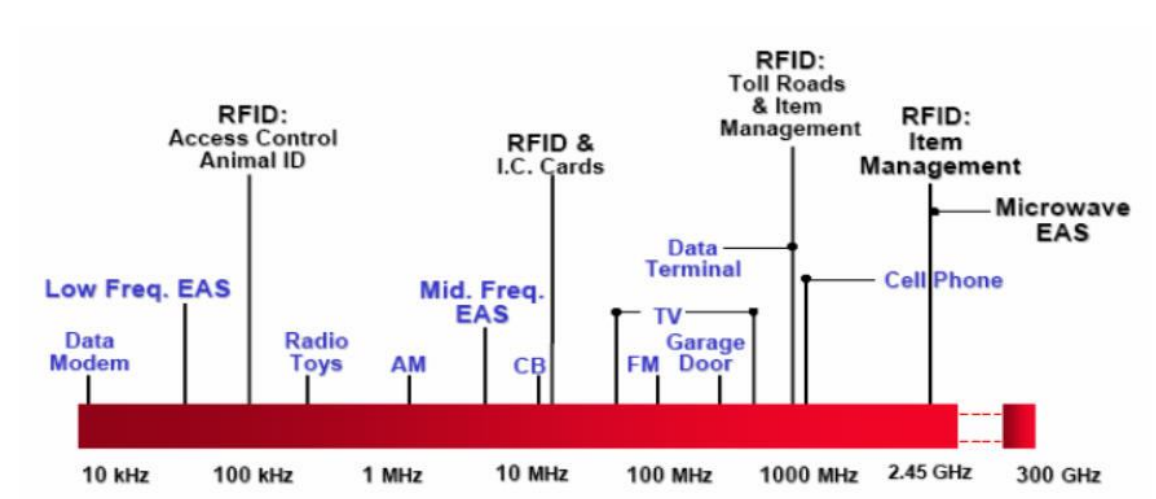 RFID:
Toll Roads
& Item
Management
RFID:
Access Control
Animal ID
RFID:
Item
Management
RFID &
I.C. Cards
Microwave
EAS
Data
Terminal
Low Freq. EAS
Mid. Freq.
EAS
Cell Phone
TV
Data
Modem
Radio
Toys
AM
CB
FM
Garage
Door
10 kHz
100 kHz
1 MHz
10 MHz
100 MHz
1000 MHz
2.45 GHz
300 GHz